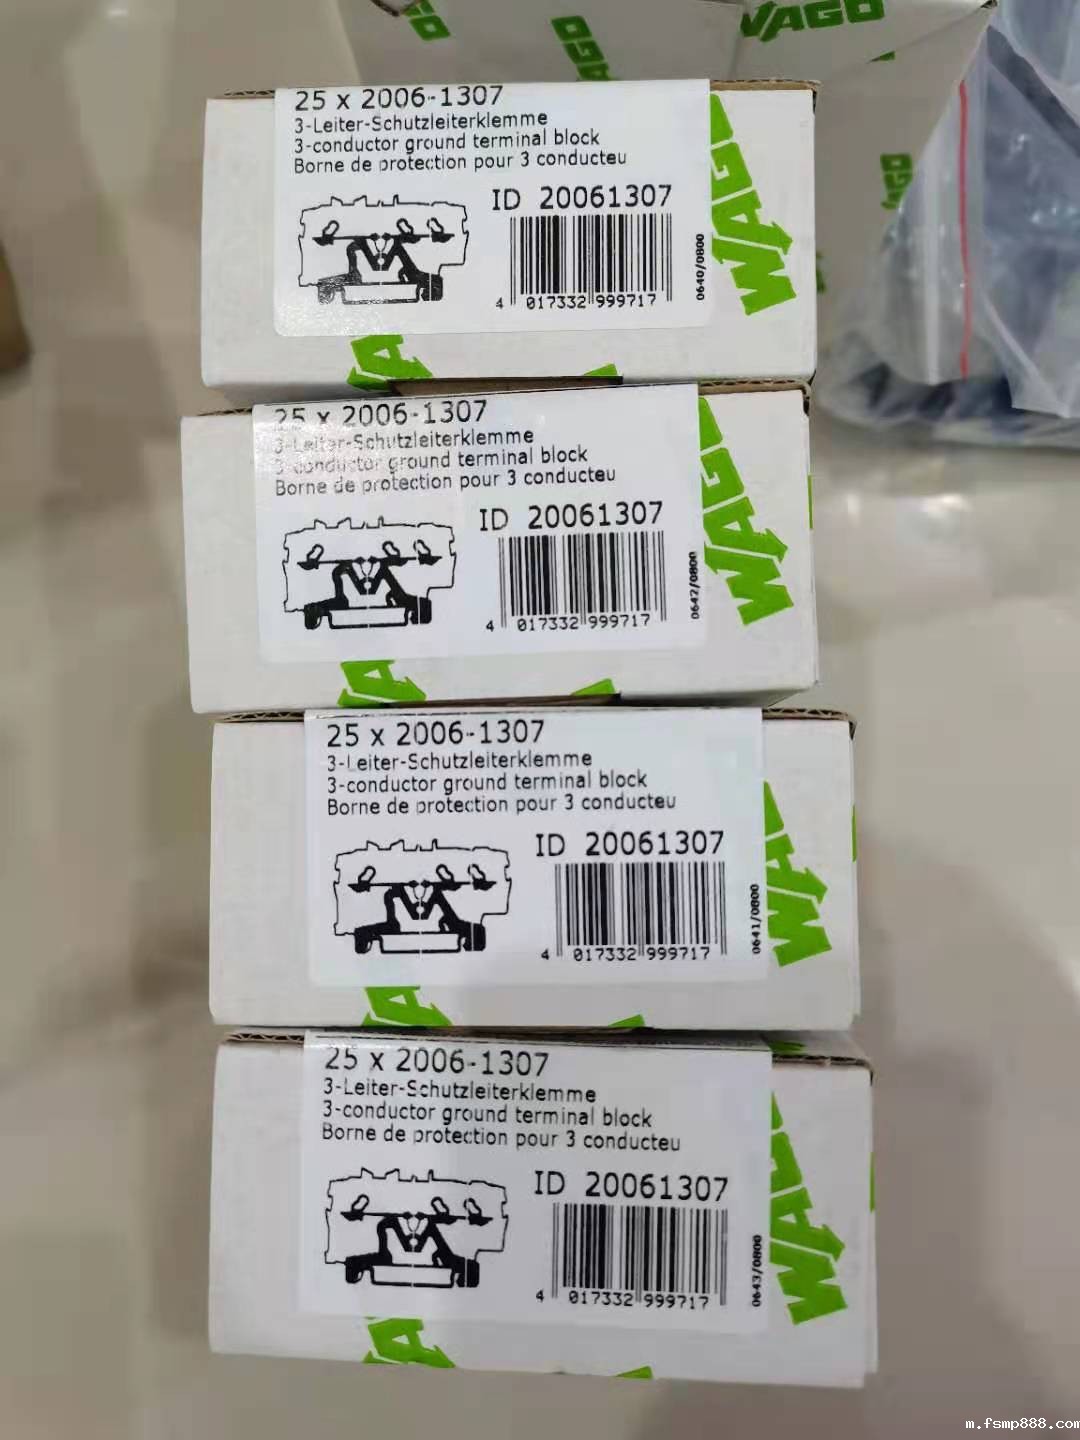 WAGO
WAGO
WAGO
25 x 2006-1307
3-Leiter-Schutzleiterklemme
3-conductor ground terminal block
Borne de protection pour 3 conducteu
ID 20061307
4 017332 999717
0640/0800
WAGO
25 x 2006-1307
3-Leiter-Schutzleiterklemme
3-conductor ground terminal block
Borne de protection pour 3 conducteu
ID 20061307
4 017332 999717
0642/0800
WAGO
25 x 2006-1307
3-Leiter-Schutzleiterklemme
3-conductor ground terminal block
Borne de protection pour 3 conducteu
ID 20061307
4 017332 999717
0641/0800
WAGO
25 x 2006-1307
3-Leiter-Schutzleiterklemme
3-conductor ground terminal block
Borne de protection pour 3 conducteu
ID 20061307
4 017332 999717
0643/0800
WAGO
m.fsmp888.com